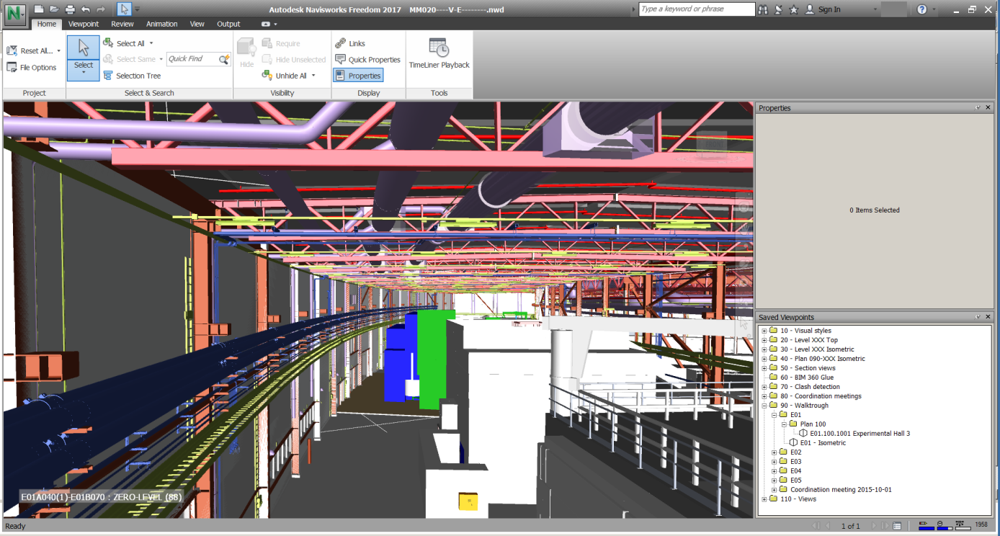 Autodesk Navisworks Freedom 2017 MM020----V-E--------.nwd
Type a keyword or phrase
Sign In
Home Viewpoint Review Animation View Output
Reset All...
File Options
Project
Select
Select All
Select Same
Quick Find
Selection Tree
Select & Search
Hide
Require
Hide Unselected
Unhide All
Visibility
Links
Quick Properties
Properties
Display
TimeLiner Playback
Tools
Properties
0 Items Selected
Saved Viewpoints
10 - Visual styles
20 - Level XXX Top
30 - Level XXX Isometric
40 - Plan 090-XXX Isometric
50 - Section views
60 - BIM 360 Glue
70 - Clash detection
80 - Coordination meetings
90 - Walktrough
E01
Plan 100
E01.100.1001 Experimental Hall 3
E01 - Isometric
E02
E03
E04
E05
Coordinatiion meeting 2015-10-01
110 - Views
E01A040(1)-E01B070 : ZERO-LEVEL (88)
Ready
1 of 1
1958